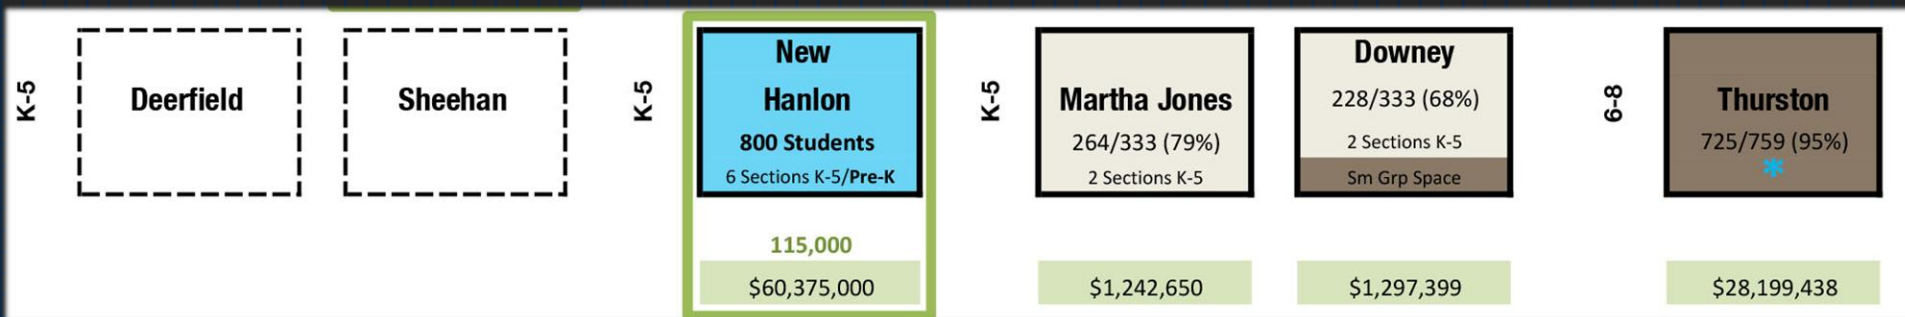 K-5
Deerfield
Sheehan
K-5
New
Hanlon
800 Students
6 Sections K-5/Pre-K
115,000
$60,375,000
K-5
Martha Jones
264/333 (79%)
2 Sections K-5
$1,242,650
Downey
228/333 (68%)
2 Sections K-5
Sm Grp Space
$1,297,399
6-8
Thurston
725/759 (95%)
*
$28,199,438